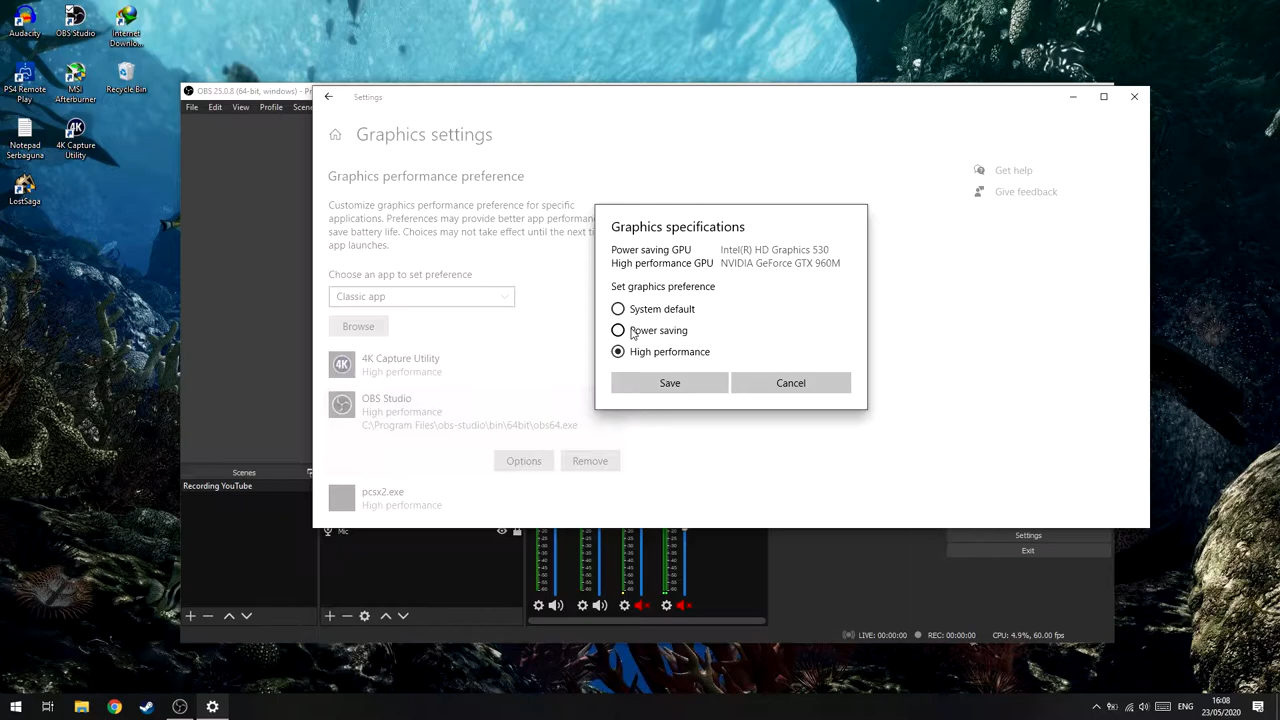 Audacity
OBS Studio
Internet
Downlo...
PS4 Remote
Play
MSI
Afterburner
Recycle Bin
Notepad
Serbaguna
4K Capture
Utility
LostSaga
OBS 25.0.8 (64-bit, windows) - P
File Edit View Profile Scen
Settings
Graphics settings
Graphics performance preference
Customize graphics performance preference for specific
applications. Preferences may provide better app performan
save battery life. Choices may not take effect until the next ti
app launches.
Choose an app to set preference
Classic app
Browse
4K Capture Utility
High performance
OBS Studio
High performance
C:\Program Files\obs-studio\bin\64bit\obs64.exe
Options Remove
pcsx2.exe
High performance
Get help
Give feedback
Graphics specifications
Power saving GPU Intel(R) HD Graphics 530
High performance GPU NVIDIA GeForce GTX 960M
Set graphics preference
System default
Power saving
High performance
Save Cancel
Scenes
Recording YouTube
Mic
Settings
Exit
LIVE: 00:00:00 REC: 00:00:00 CPU: 4.9%, 60.00 fps
ENG
16:08
23/05/2020